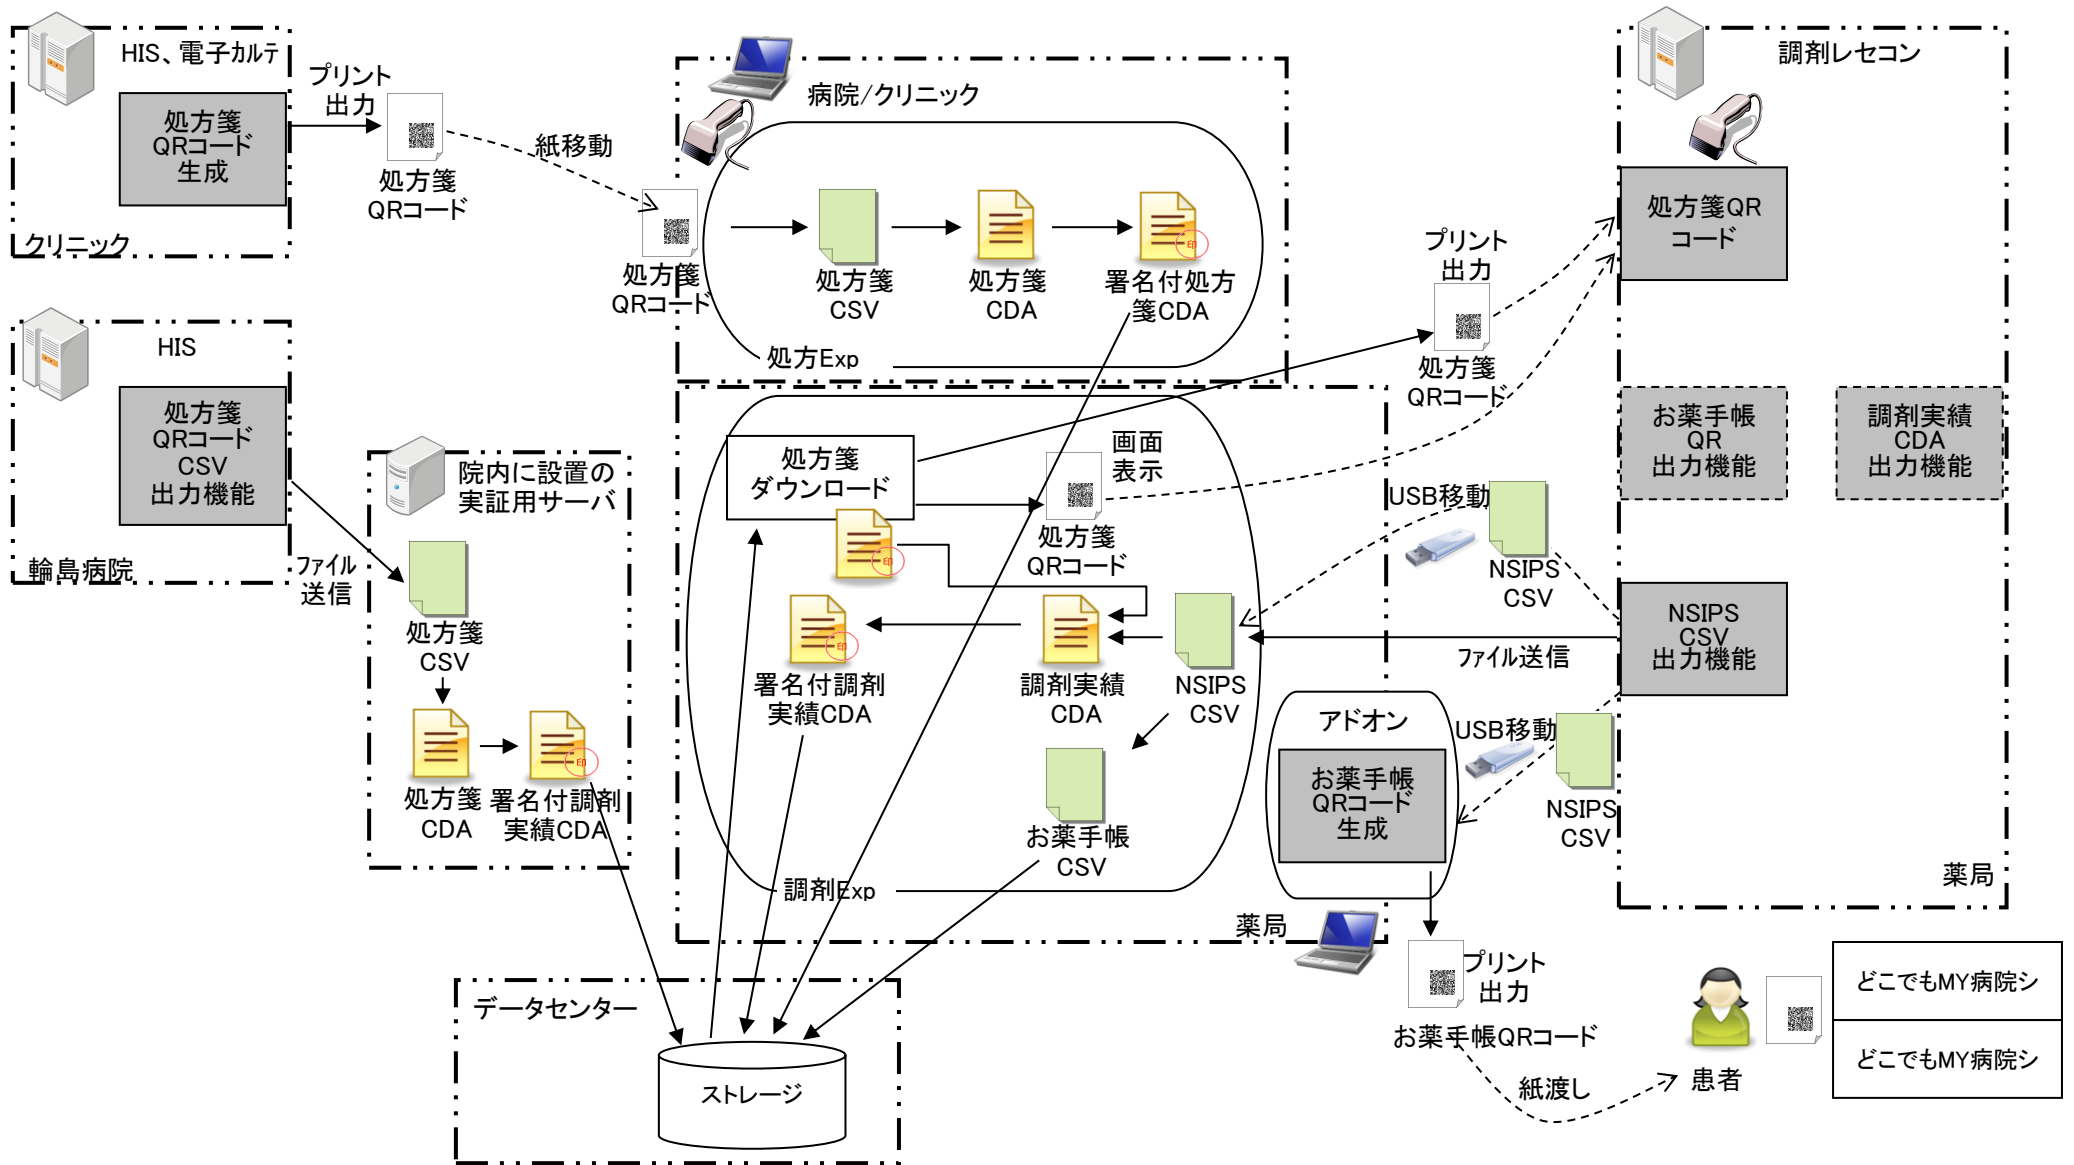 HIS、電子カルテ
処方箋
QRコード
生成
クリニック
プリント
出力
処方箋
QRコード
紙移動
処方箋
QRコード
病院/クリニック
処方箋
CSV
処方箋
CDA
印
署名付処方
箋CDA
処方Exp
HIS
処方箋
QRコード
CSV
出力機能
輪島病院
ファイル
送信
院内に設置の
実証用サーバ
処方箋
CSV
処方箋
CDA
印
署名付調剤
実績CDA
処方箋
ダウンロード
印
画面
表示
処方箋
QRコード
印
署名付調剤
実績CDA
調剤実績
CDA
NSIPS
CSV
お薬手帳
CSV
調剤Exp
薬局
アドオン
お薬手帳
QRコード
生成
プリント
出力
処方箋
QRコード
USB移動
NSIPS
CSV
ファイル送信
USB移動
NSIPS
CSV
調剤レセコン
処方箋QR
コード
お薬手帳
QR
出力機能
調剤実績
CDA
出力機能
NSIPS
CSV
出力機能
薬局
データセンター
ストレージ
プリント
出力
お薬手帳QRコード
紙渡し
患者
どこでもMY病院シ
どこでもMY病院シ